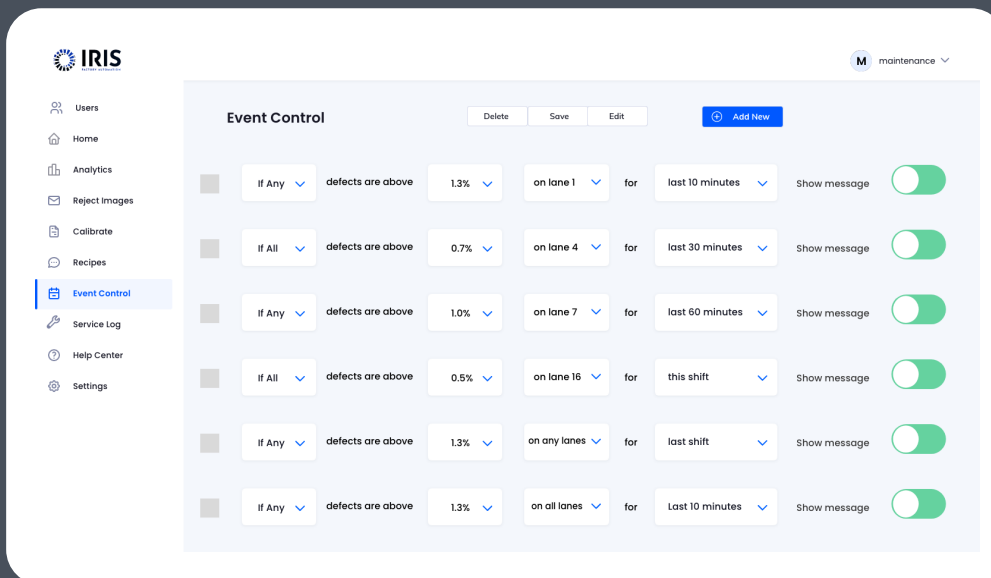 IRIS
FACTORY AUTOMATION
M maintenance
Users
Home
Analytics
Reject Images
Calibrate
Recipes
Event Control
Service Log
Help Center
Settings
Event Control Delete Save Edit Add New
If Any defects are above 1.3% on lane 1 for last 10 minutes Show message
If All defects are above 0.7% on lane 4 for last 30 minutes Show message
If Any defects are above 1.0% on lane 7 for last 60 minutes Show message
If All defects are above 0.5% on lane 16 for this shift Show message
If Any defects are above 1.3% on any lanes for last shift Show message
If Any defects are above 1.3% on all lanes for Last 10 minutes Show message